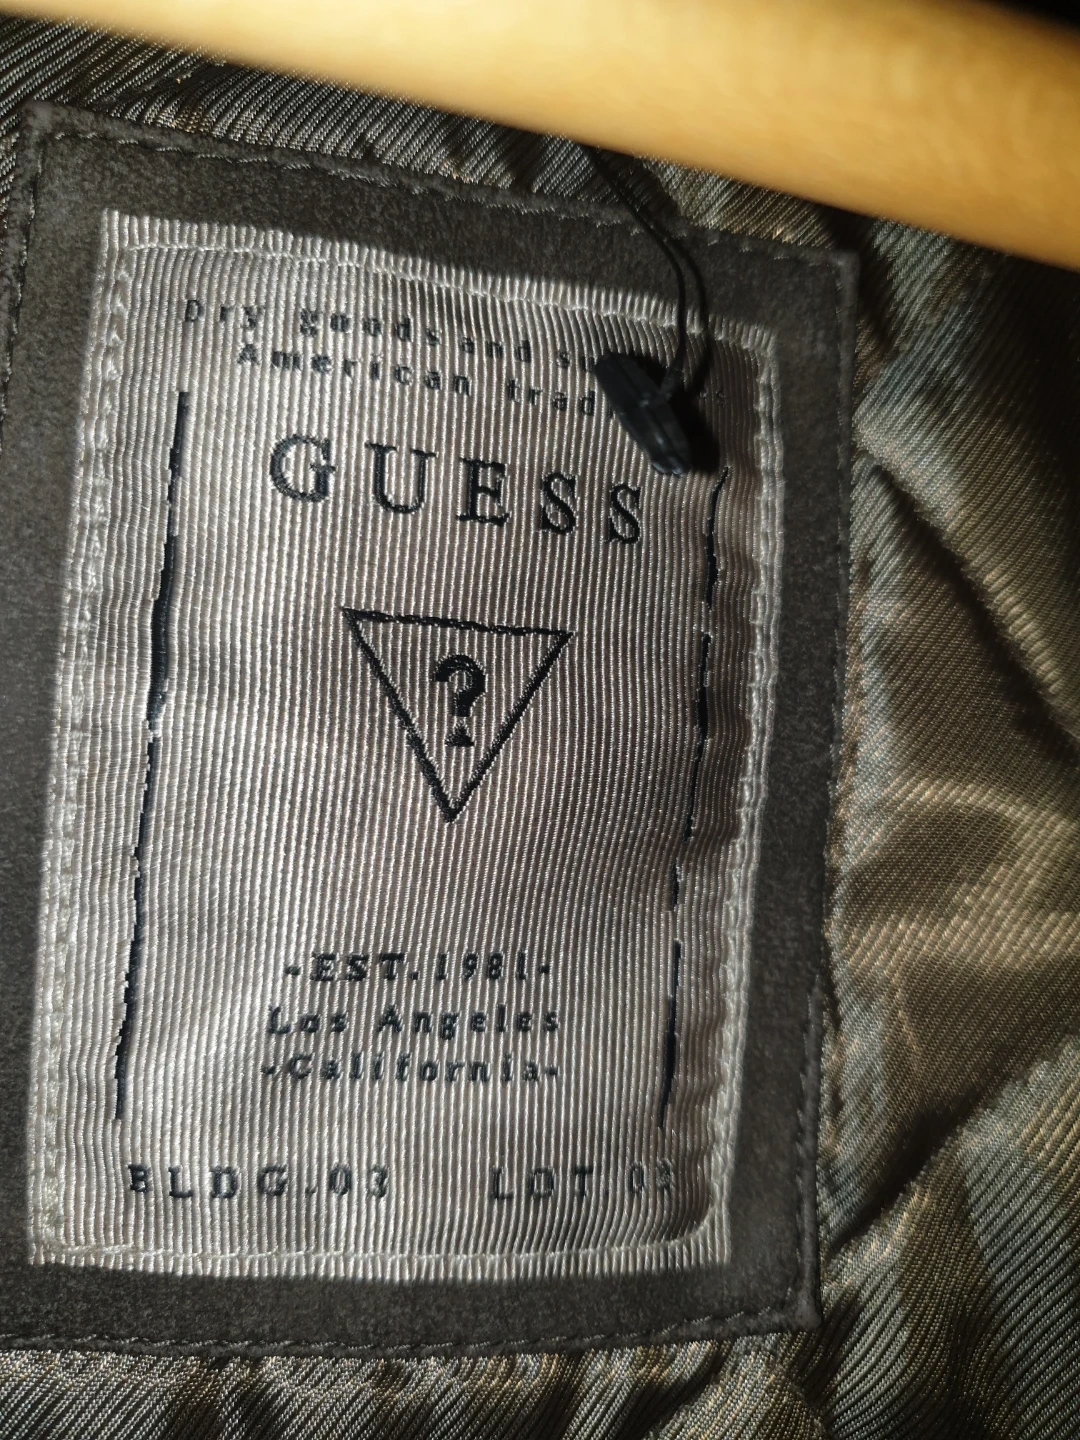 Dry goods and
American
GUESS
?
-EST.1981-
Los Angeles
-California-
BLDG.03 LOT.03